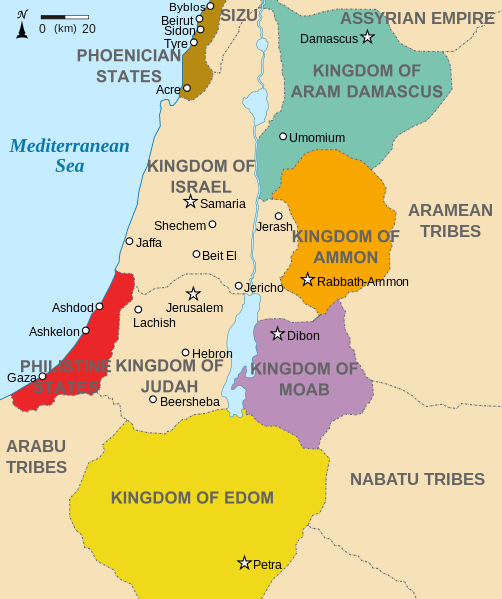 Byblos
SIZU
N
0 (km) 20
Beirut
ASSYRIAN EMPIRE
Sidon
Damascus
Tyre
PHOENICIAN
STATES
KINGDOM OF
ARAM DAMASCUS
Acre
Umomium
Mediterranean
Sea
KINGDOM OF
ISRAEL
Samaria
ARAMEAN
TRIBES
Shechem
Jerash
KINGDOM OF
AMMON
Jaffa
Beit El
Rabbath-Ammon
Jericho
Ashdod
Jerusalem
Lachish
Ashkelon
Dibon
Hebron
PHILISTINE
STATES
KINGDOM OF
JUDAH
KINGDOM OF
MOAB
Gaza
Beersheba
ARABU
TRIBES
NABATU TRIBES
KINGDOM OF EDOM
Petra